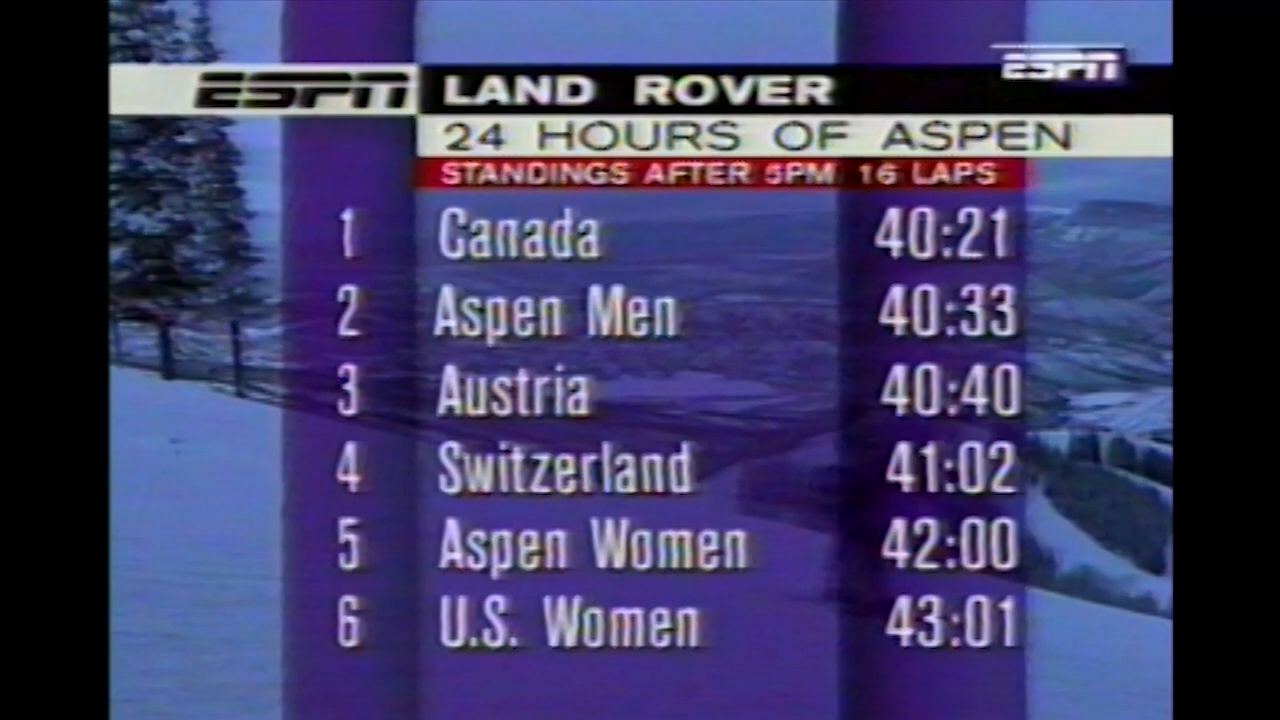 ESPN
ESPN LAND ROVER
24 HOURS OF ASPEN
STANDINGS AFTER 5PM 16 LAPS
1 Canada 40:21
2 Aspen Men 40:33
3 Austria 40:40
4 Switzerland 41:02
5 Aspen Women 42:00
6 U.S. Women 43:01